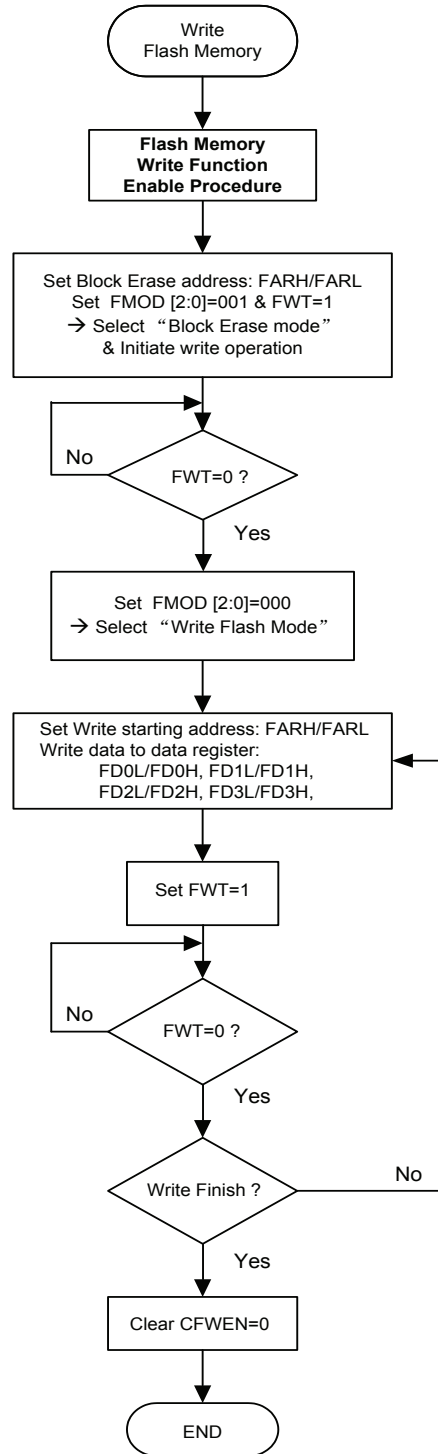 Write
Flash Memory
Flash Memory
Write Function
Enable Procedure
Set Block Erase address: FARH/FARL
Set FMOD [2:0]=001 & FWT=1
→ Select “Block Erase mode”
& Initiate write operation
No
FWT=0 ?
Yes
Set FMOD [2:0]=000
→ Select “Write Flash Mode”
Set Write starting address: FARH/FARL
Write data to data register:
FD0L/FD0H, FD1L/FD1H,
FD2L/FD2H, FD3L/FD3H,
Set FWT=1
No
FWT=0 ?
Yes
Write Finish ?
No
Yes
Clear CFWEN=0
END